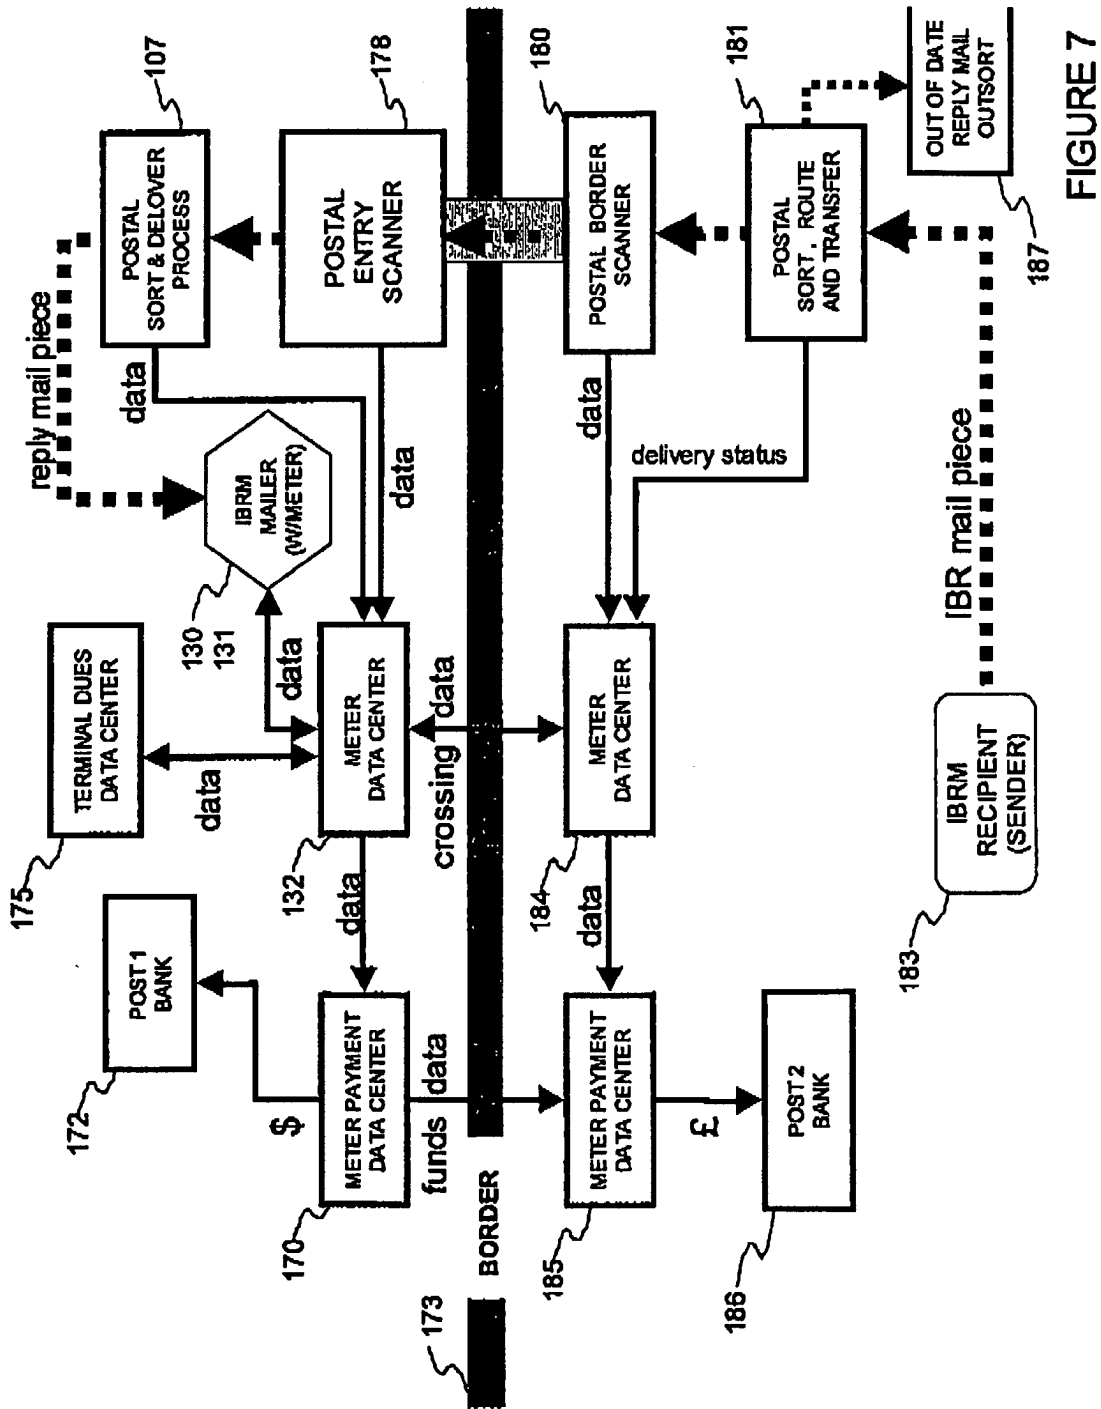 172
POST 1
BANK
$
170
METER PAYMENT
DATA CENTER
funds
data
173
BORDER
185
METER PAYMENT
DATA CENTER
£
186
POST 2
BANK
175
TERMINAL DUES
DATA CENTER
data
132
METER
DATA CENTER
data
data
crossing
data
184
METER
DATA CENTER
data
183
IBRM
RECIPIENT
(SENDER)
reply mail piece
130
131
IBRM
MAILER
(W/METER)
107
POSTAL
SORT & DELOVER
PROCESS
data
178
POSTAL
ENTRY
SCANNER
data
180
POSTAL BORDER
SCANNER
data
delivery status
181
POSTAL
SORT, ROUTE
AND TRANSFER
IBR mail piece
187
OUT OF DATE
REPLY MAIL
OUTSORT
FIGURE 7